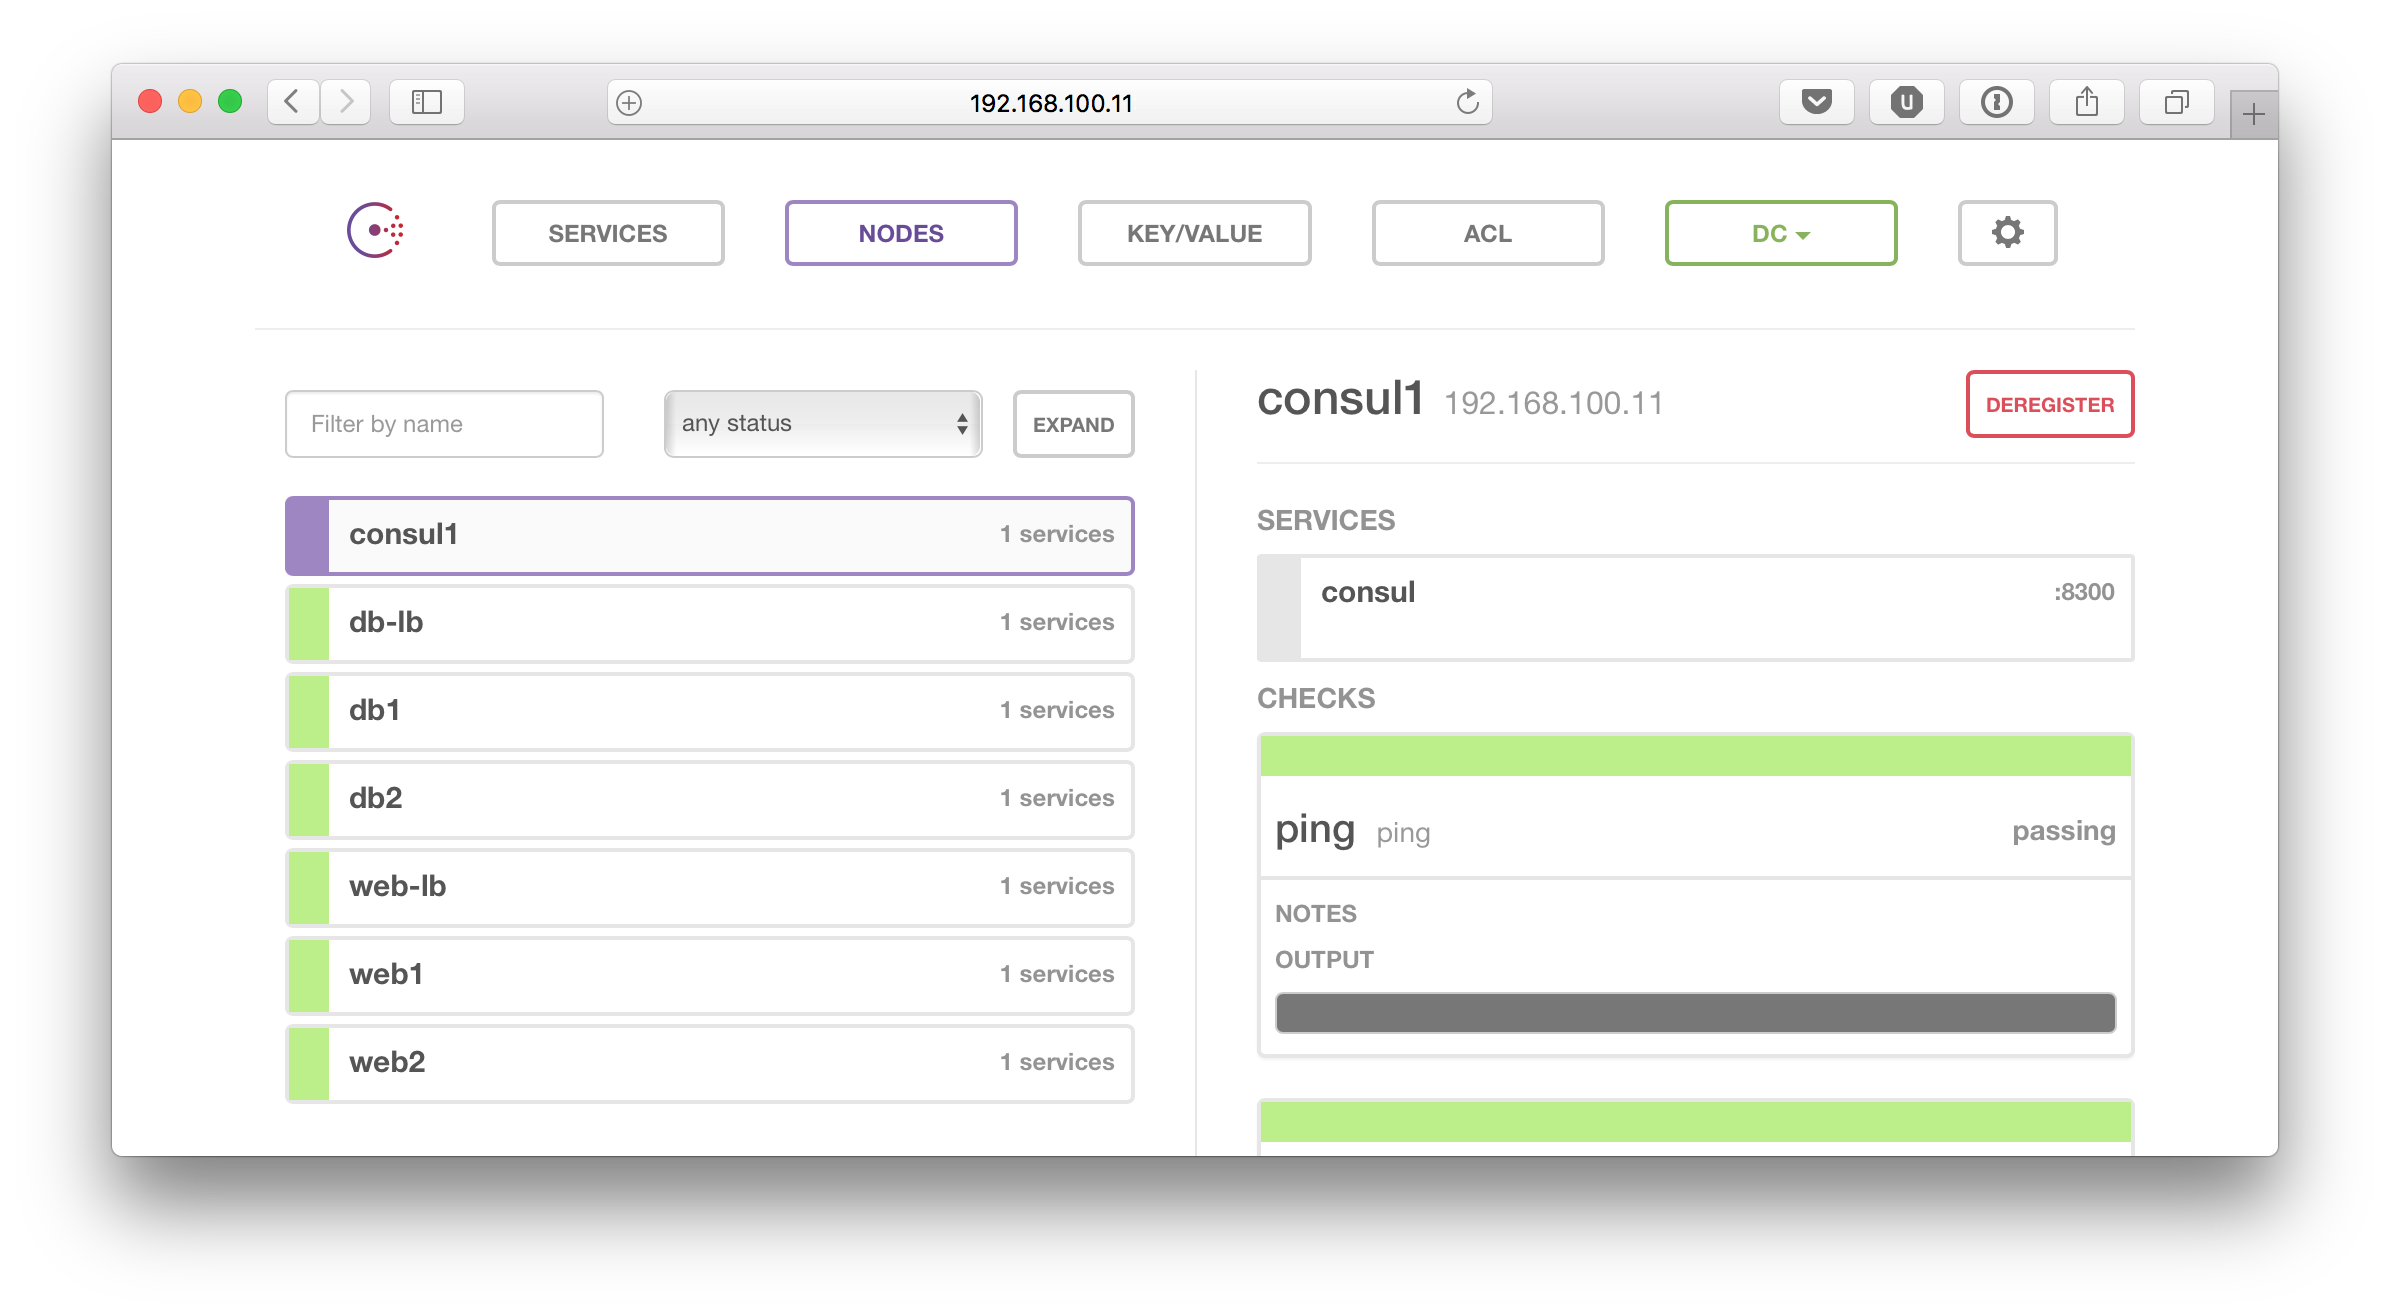 192.168.100.11
SERVICES
NODES
KEY/VALUE
ACL
DC
Filter by name
any status
EXPAND
consul1 1 services
db-lb 1 services
db1 1 services
db2 1 services
web-lb 1 services
web1 1 services
web2 1 services
consul1 192.168.100.11
DEREGISTER
SERVICES
consul :8300
CHECKS
ping ping passing
NOTES
OUTPUT